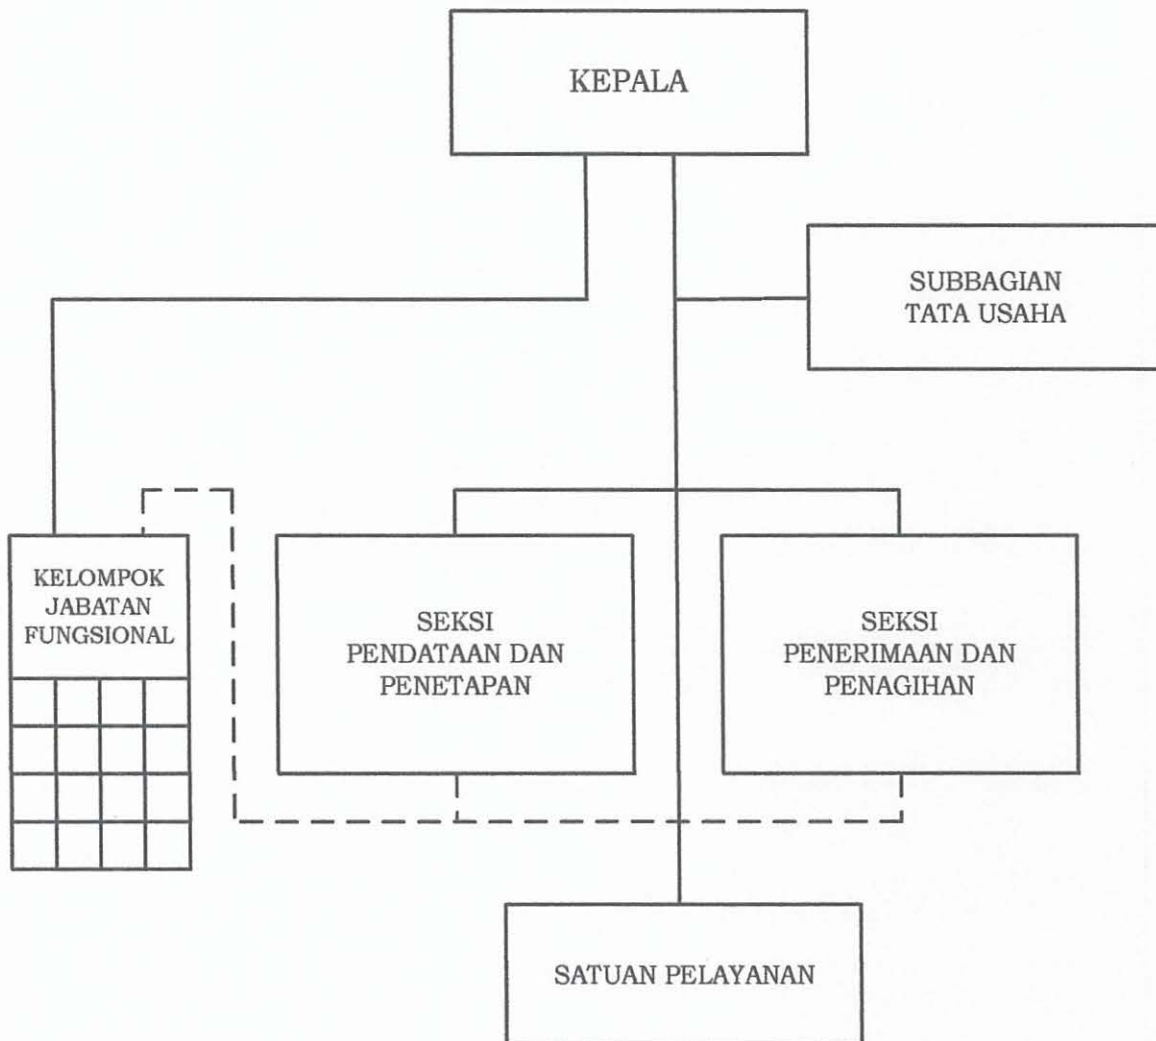 KEPALA
SUBBAGIAN
TATA USAHA
KELOMPOK
JABATAN
FUNGSIONAL
SEKSI
PENDATAAN DAN
PENETAPAN
SEKSI
PENERIMAAN DAN
PENAGIHAN
SATUAN PELAYANAN